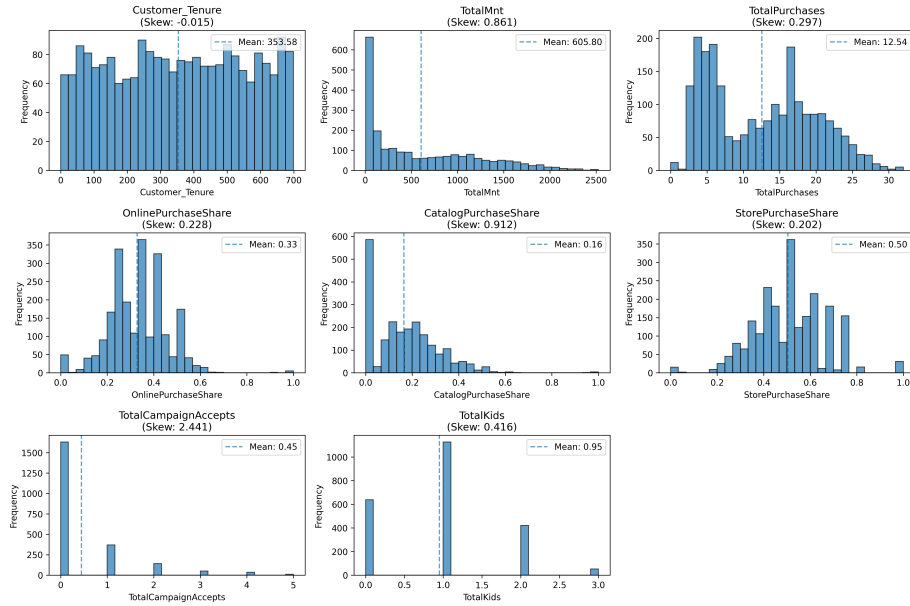 Customer_Tenure
(Skew: -0.015)
Mean: 353.58
Frequency
80
60
40
20
0
0 100 200 300 400 500 600 700
Customer_Tenure
TotalMnt
(Skew: 0.861)
Mean: 605.80
Frequency
600
500
400
300
200
100
0
0 500 1000 1500 2000 2500
TotalMnt
TotalPurchases
(Skew: 0.297)
Mean: 12.54
Frequency
200
150
100
50
0
0 5 10 15 20 25 30
TotalPurchases
OnlinePurchaseShare
(Skew: 0.228)
Mean: 0.33
Frequency
350
300
250
200
150
100
50
0
0.0 0.2 0.4 0.6 0.8 1.0
OnlinePurchaseShare
CatalogPurchaseShare
(Skew: 0.912)
Mean: 0.16
Frequency
600
500
400
300
200
100
0
0.0 0.2 0.4 0.6 0.8 1.0
CatalogPurchaseShare
StorePurchaseShare
(Skew: 0.202)
Mean: 0.50
Frequency
350
300
250
200
150
100
50
0
0.0 0.2 0.4 0.6 0.8 1.0
StorePurchaseShare
TotalCampaignAccepts
(Skew: 2.441)
Mean: 0.45
Frequency
1500
1250
1000
750
500
250
0
0 1 2 3 4 5
TotalCampaignAccepts
TotalKids
(Skew: 0.416)
Mean: 0.95
Frequency
1000
800
600
400
200
0
0.0 0.5 1.0 1.5 2.0 2.5 3.0
TotalKids